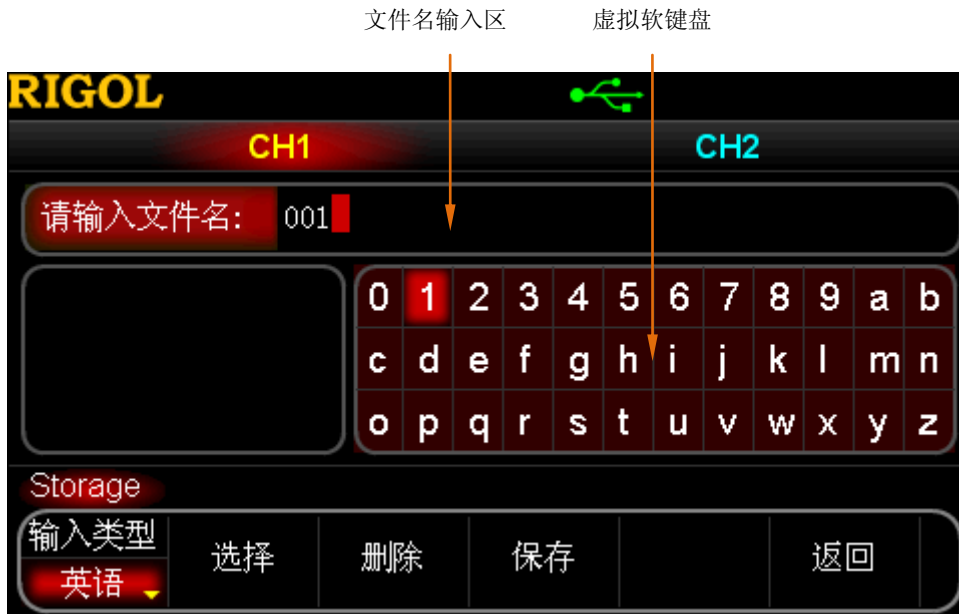 文件名输入区 虚拟软键盘
RIGOL
CH1 CH2
请输入文件名: 001
0 1 2 3 4 5 6 7 8 9 a b
c d e f g h i j k l m n
o p q r s t u v w x y z
Storage
输入类型 选择 删除 保存 返回
英语